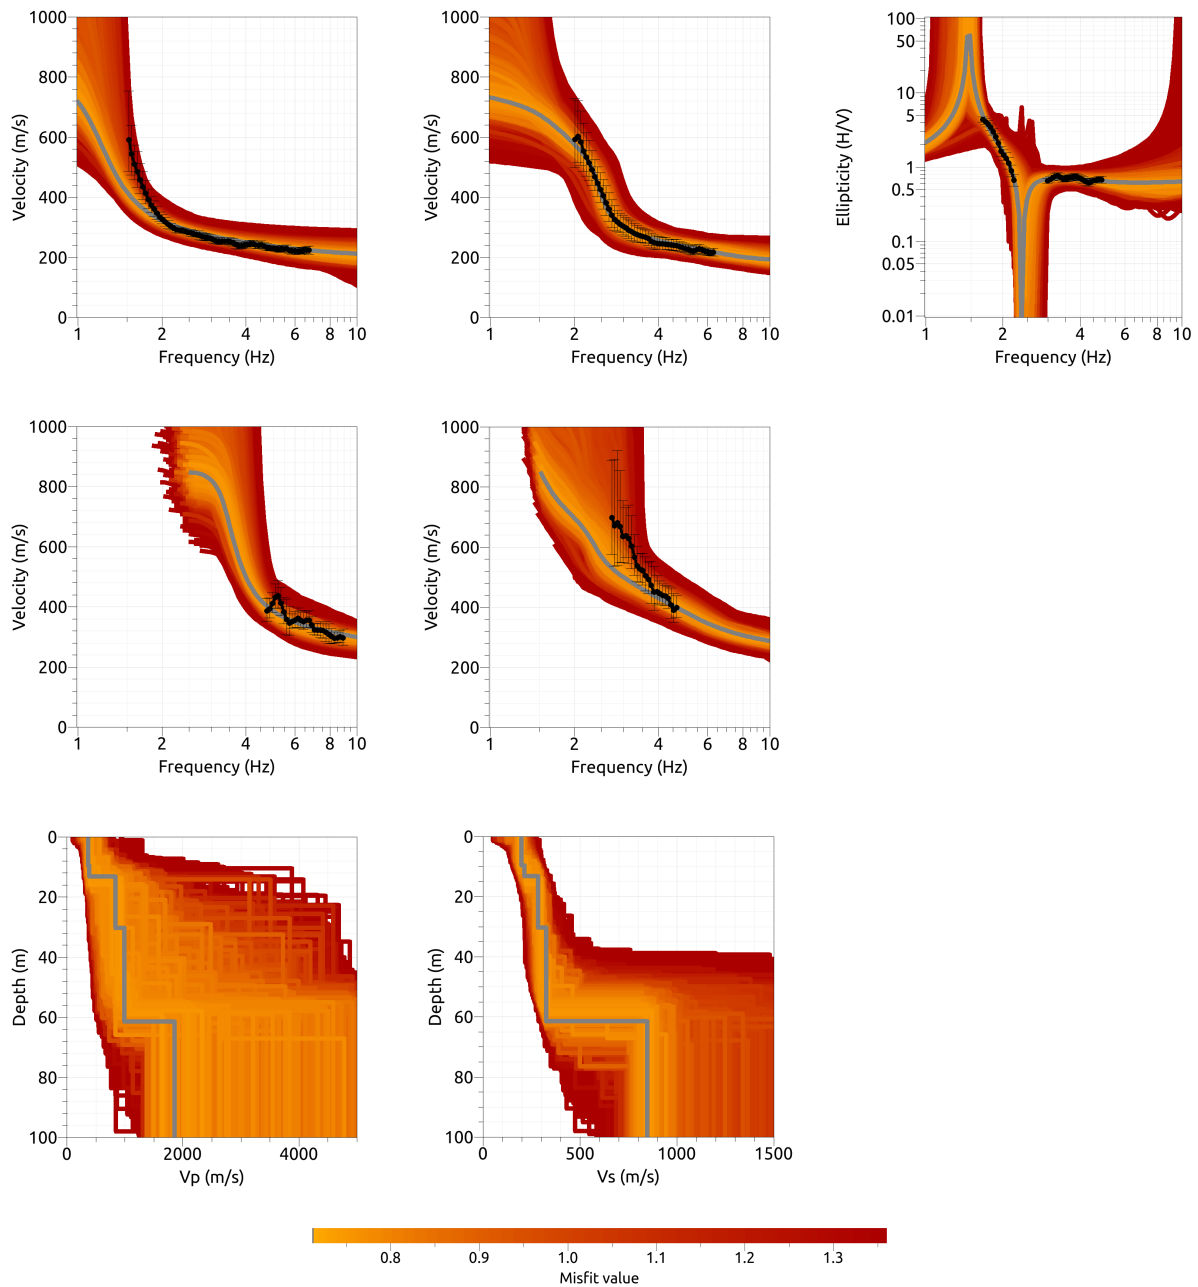 1000
800
600
400
200
0
Velocity (m/s)
1 2 4 6 8 10
Frequency (Hz)
1000
800
600
400
200
0
Velocity (m/s)
1 2 4 6 8 10
Frequency (Hz)
100
50
10
5
1
0.5
0.1
0.05
0.01
Ellipticity (H/V)
1 2 4 6 8 10
Frequency (Hz)
1000
800
600
400
200
0
Velocity (m/s)
1 2 4 6 8 10
Frequency (Hz)
1000
800
600
400
200
0
Velocity (m/s)
1 2 4 6 8 10
Frequency (Hz)
0
20
40
60
80
100
Depth (m)
0 2000 4000
Vp (m/s)
0
20
40
60
80
100
Depth (m)
0 500 1000 1500
Vs (m/s)
0.8 0.9 1.0 1.1 1.2 1.3
Misfit value